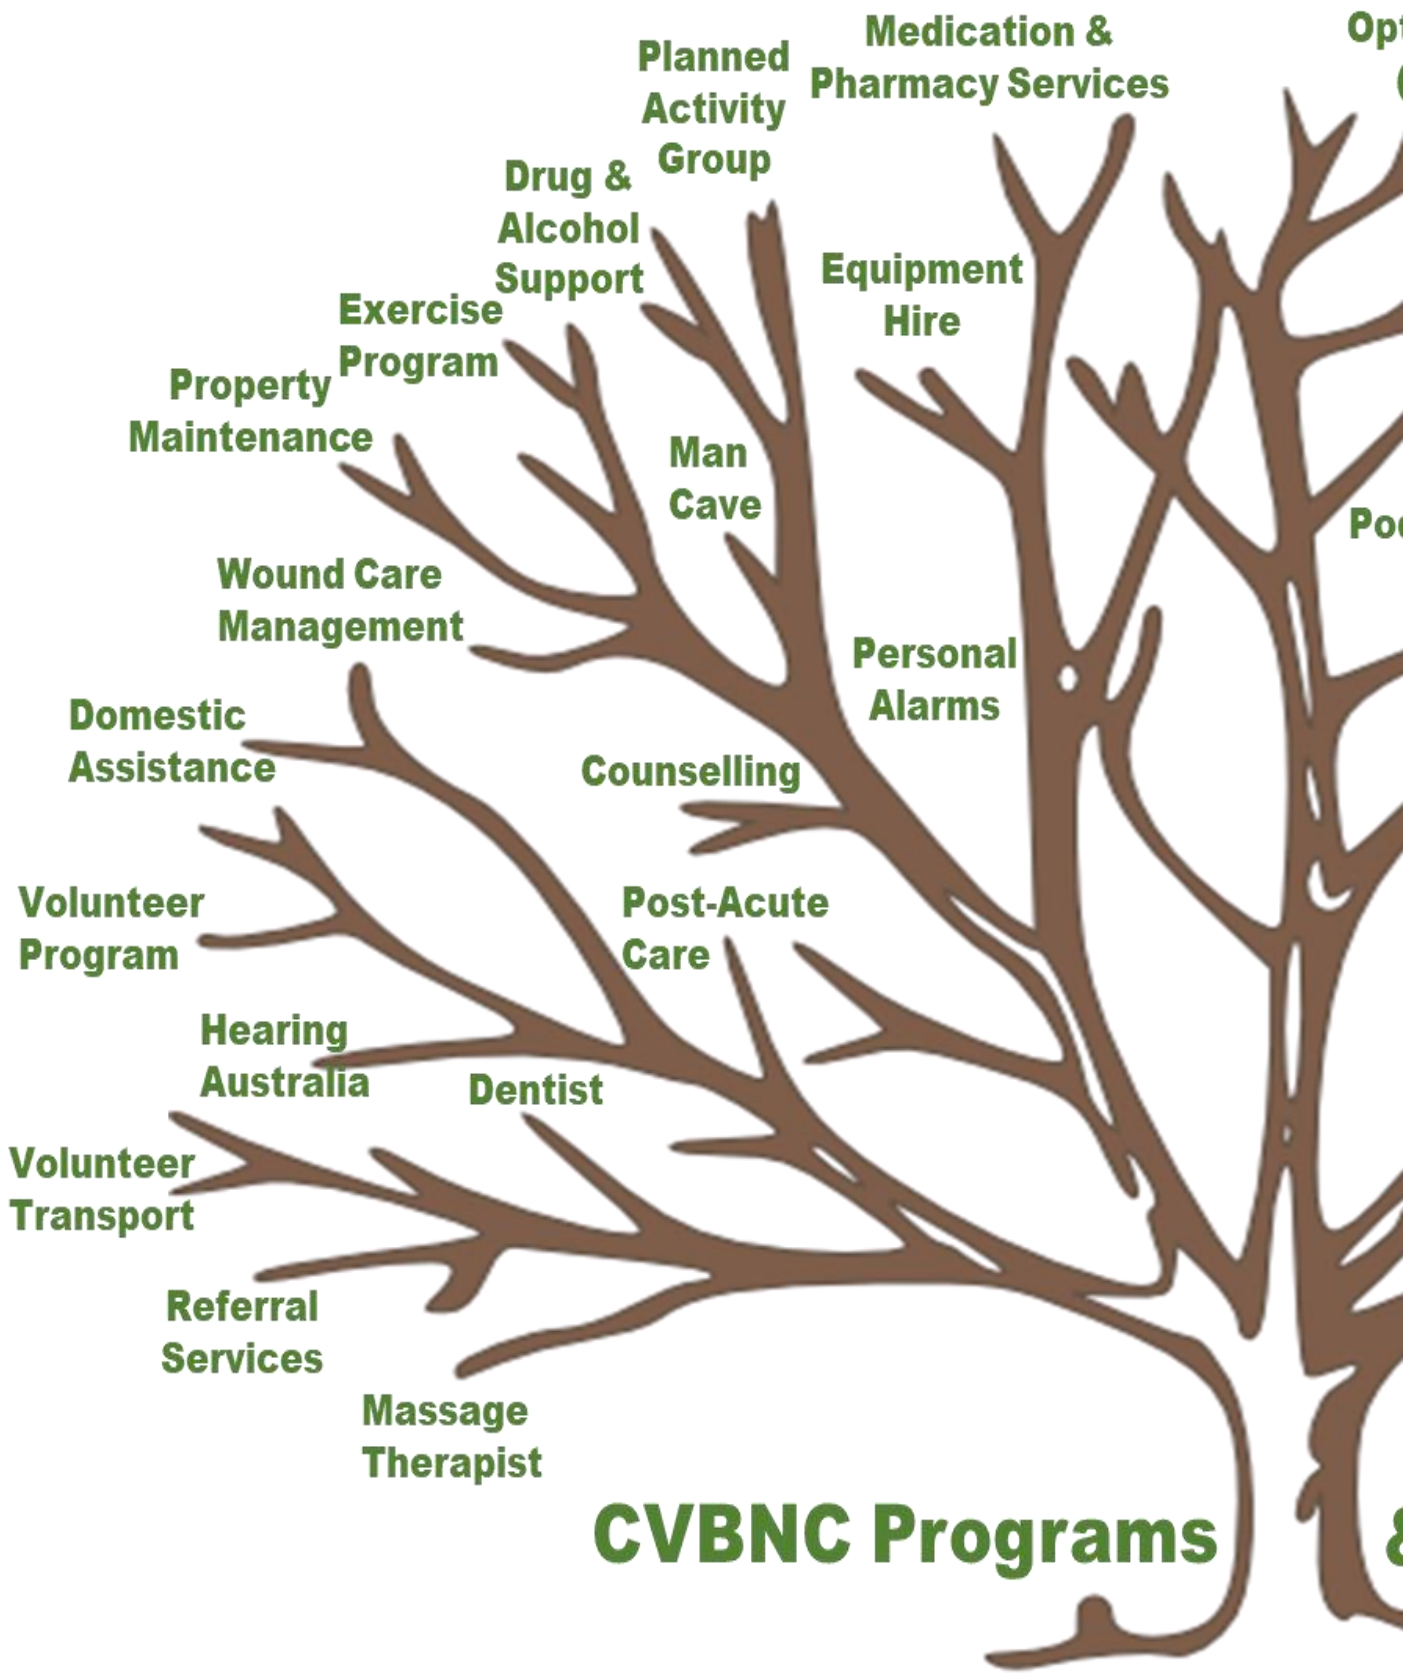 Medication &
Pharmacy Services
Planned
Activity
Group
Drug &
Alcohol
Support
Equipment
Hire
Exercise
Program
Property
Maintenance
Man
Cave
Wound Care
Management
Personal
Alarms
Domestic
Assistance
Counselling
Volunteer
Program
Post-Acute
Care
Hearing
Australia
Dentist
Volunteer
Transport
Referral
Services
Massage
Therapist
CVBNC Programs
&